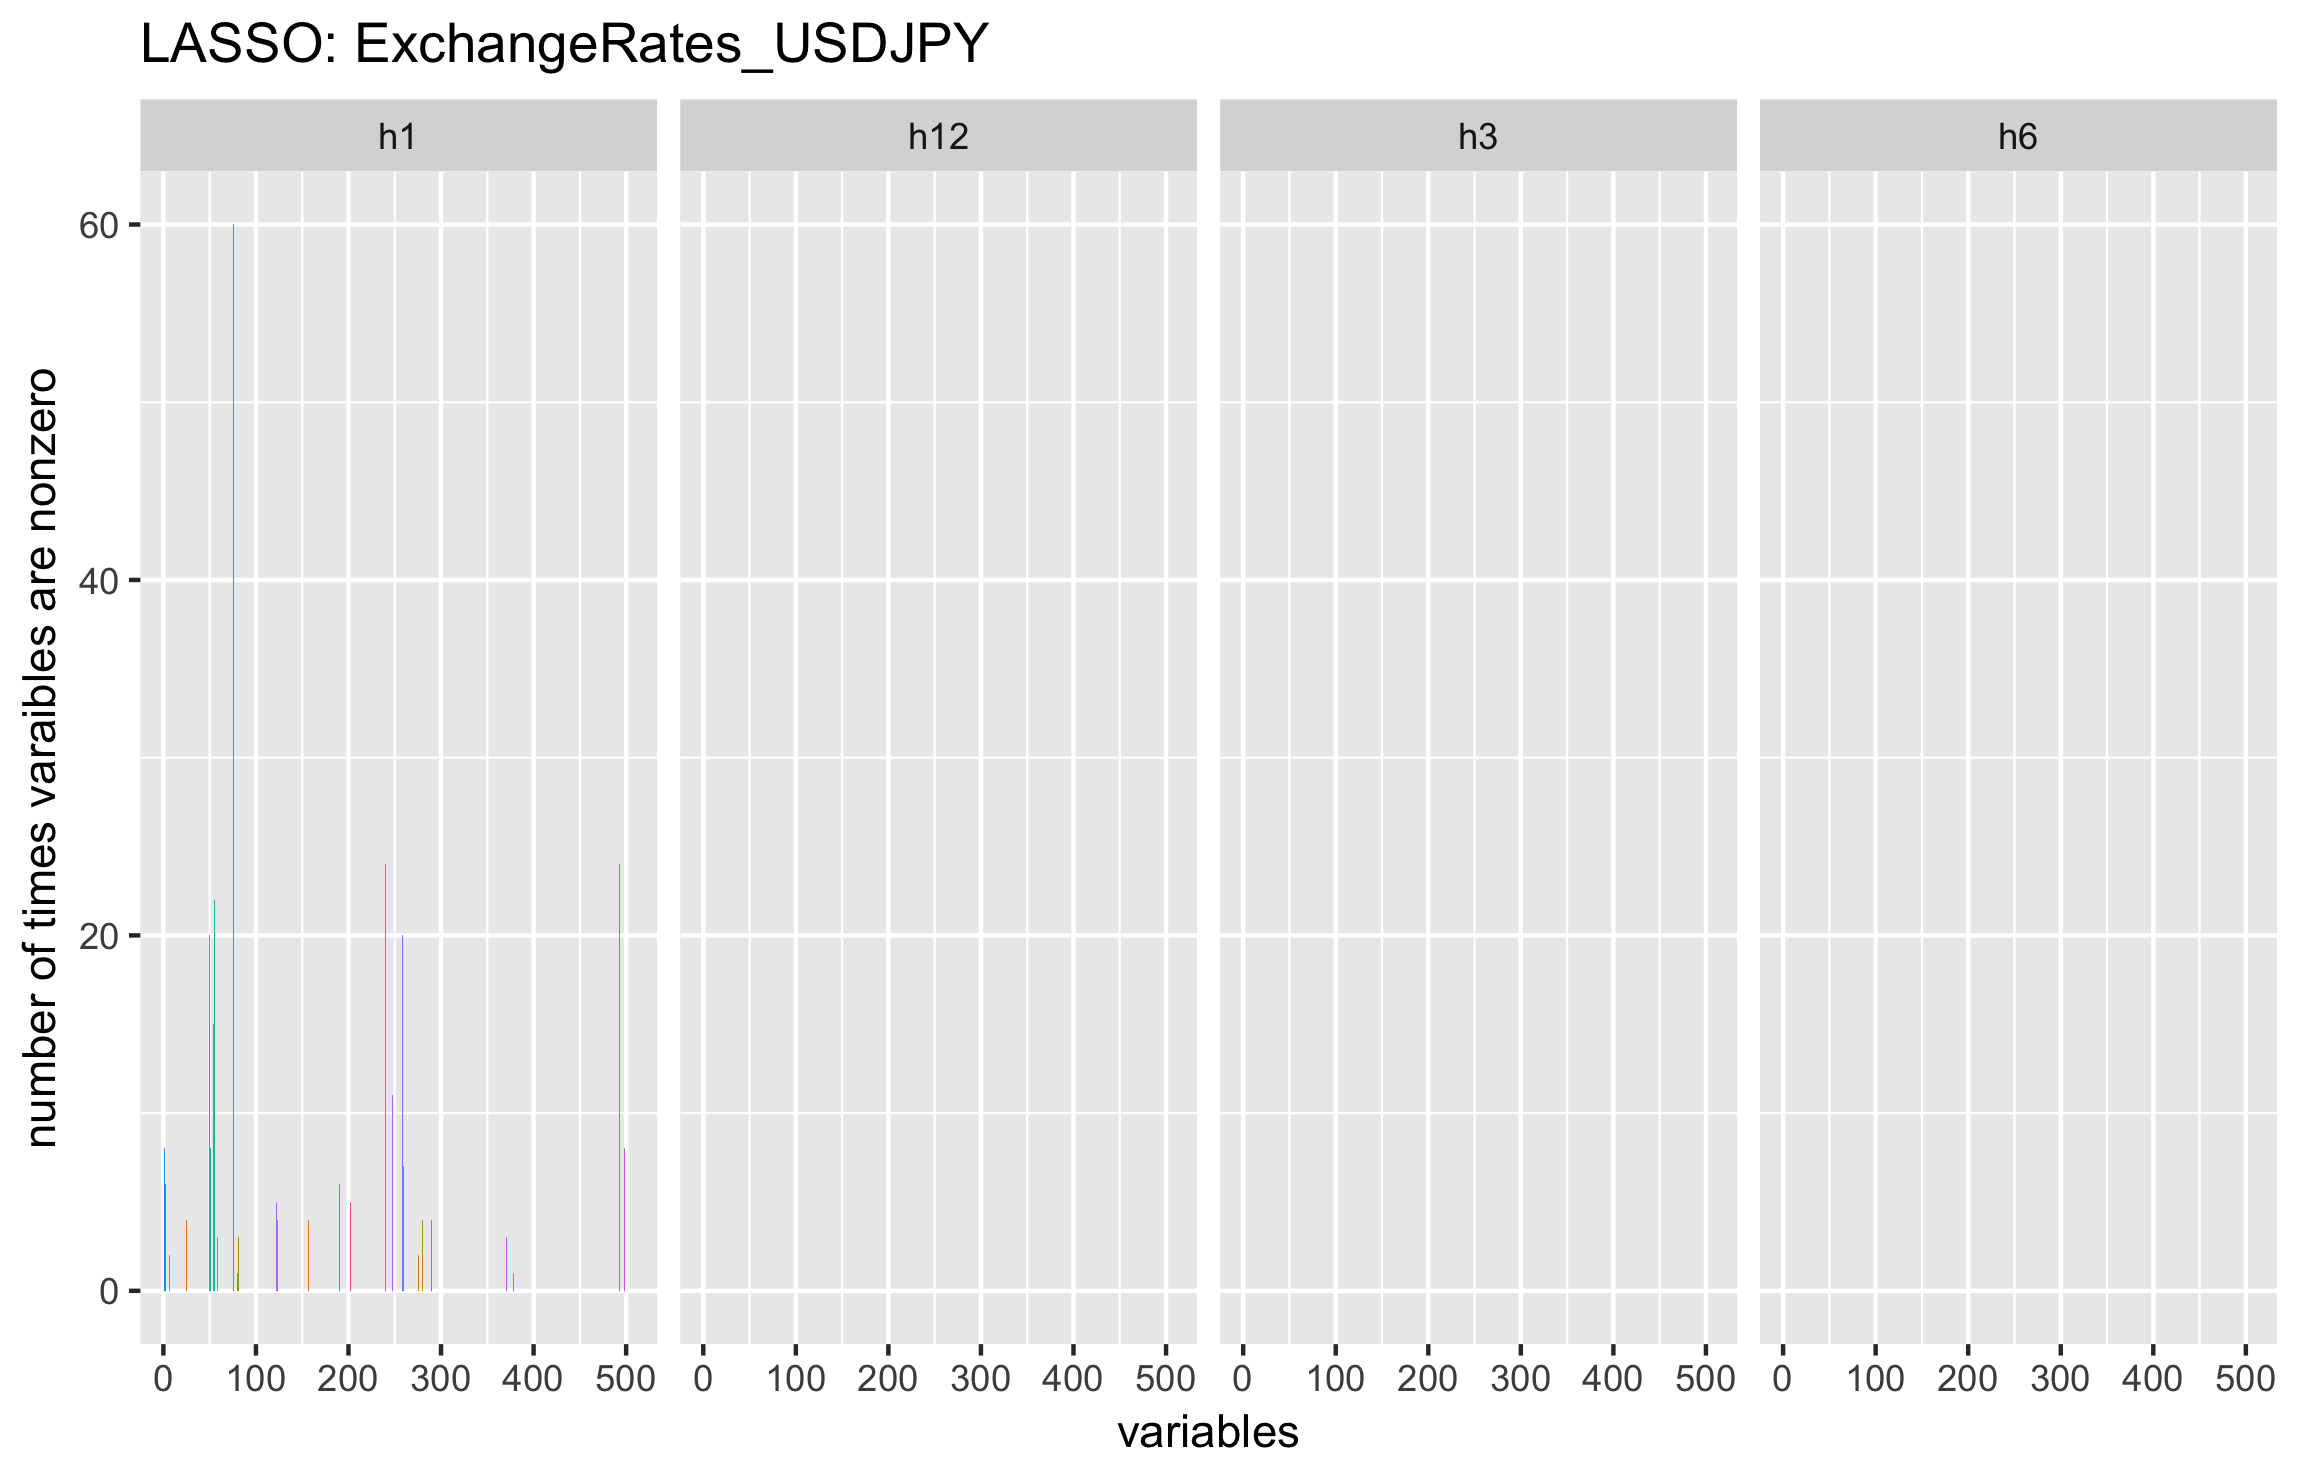 LASSO: ExchangeRates_USDJPY
h1 h12 h3 h6
number of times varaibles are nonzero
60
40
20
0
0 100 200 300 400 500 0 100 200 300 400 500 0 100 200 300 400 500 0 100 200 300 400 500
variables